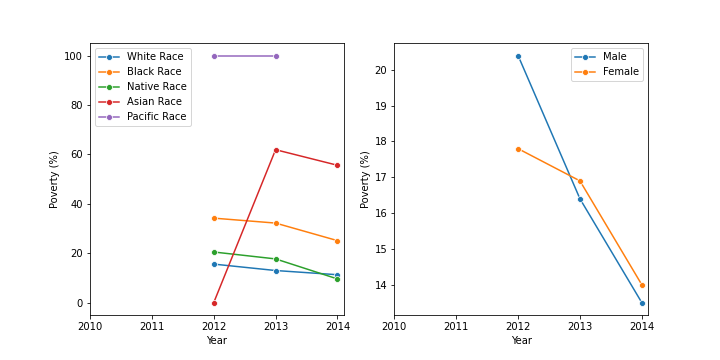 White Race
Black Race
Native Race
Asian Race
Pacific Race
100
80
60
40
20
0
Poverty (%)
2010 2011 2012 2013 2014
Year
Male
Female
20
19
18
17
16
15
14
Poverty (%)
2010 2011 2012 2013 2014
Year